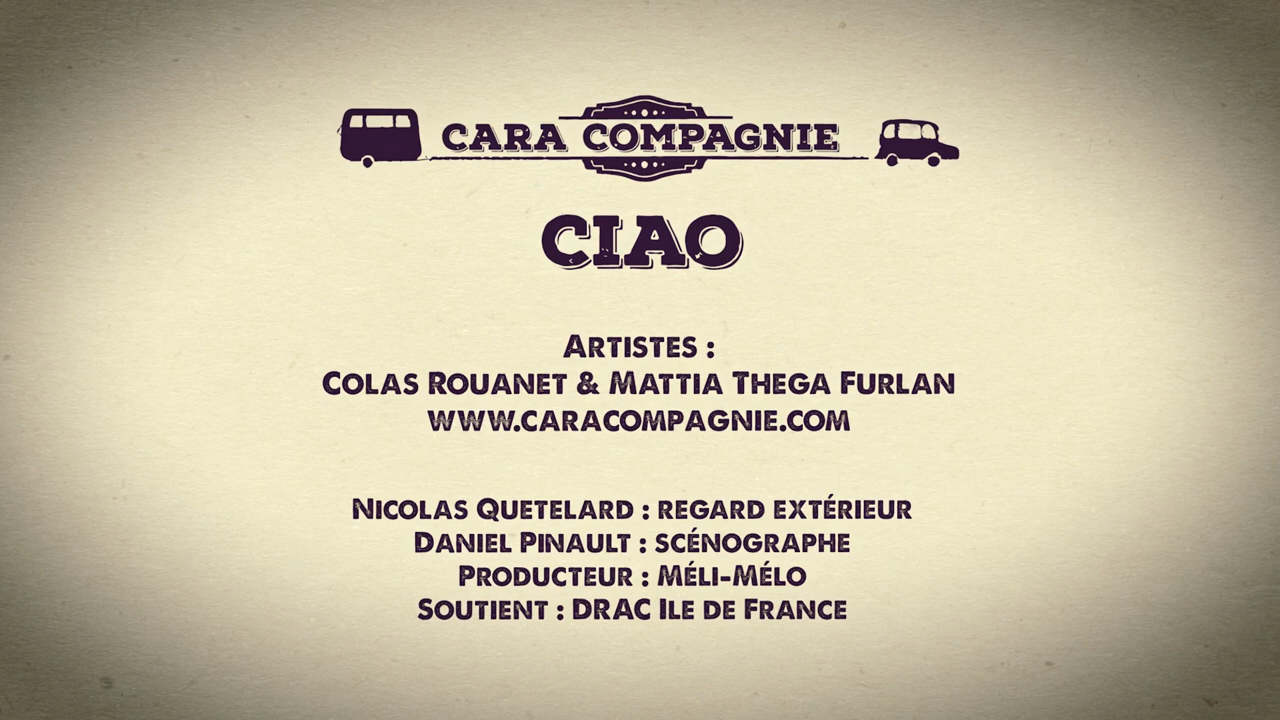 CARA COMPAGNIE
CIAO
ARTISTES :
COLAS ROUANET & MATTIA THEGA FURLAN
WWW.CARACOMPAGNIE.COM
NICOLAS QUETELARD : REGARD EXTÉRIEUR
DANIEL PINAULT : SCÉNOGRAPHE
PRODUCTEUR : MÉLI-MÉLO
SOUTIENT : DRAC ILE DE FRANCE